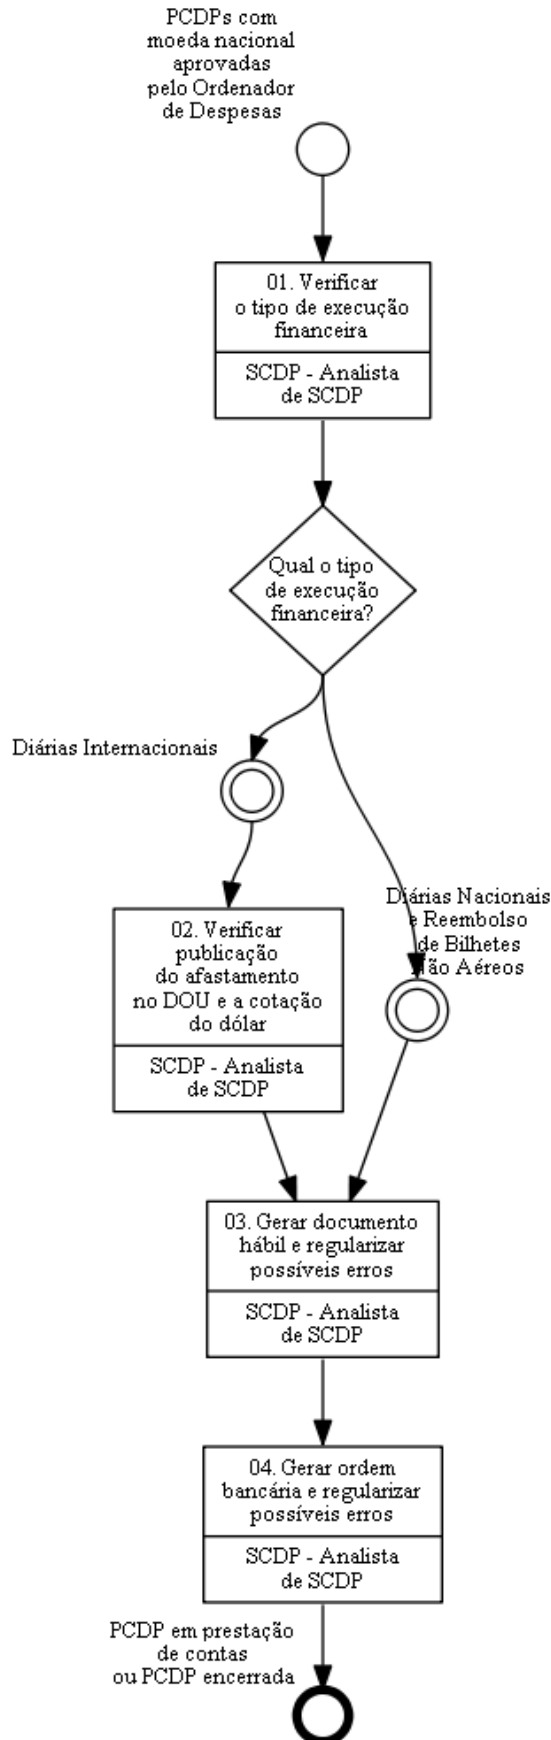 PCDPs com
moeda nacional
aprovadas
pelo Ordenador
de Despesas
01. Verificar
o tipo de execução
financeira
SCDP - Analista
de SCDP
Qual o tipo
de execução
financeira?
Diárias Internacionais
Diárias Nacionais
e Reembolso
de Bilhetes
Não Aéreos
02. Verificar
publicação
do afastamento
no DOU e a cotação
do dólar
SCDP - Analista
de SCDP
03. Gerar documento
hábil e regularizar
possíveis erros
SCDP - Analista
de SCDP
04. Gerar ordem
bancária e regularizar
possíveis erros
SCDP - Analista
de SCDP
PCDP em prestação
de contas
ou PCDP encerrada